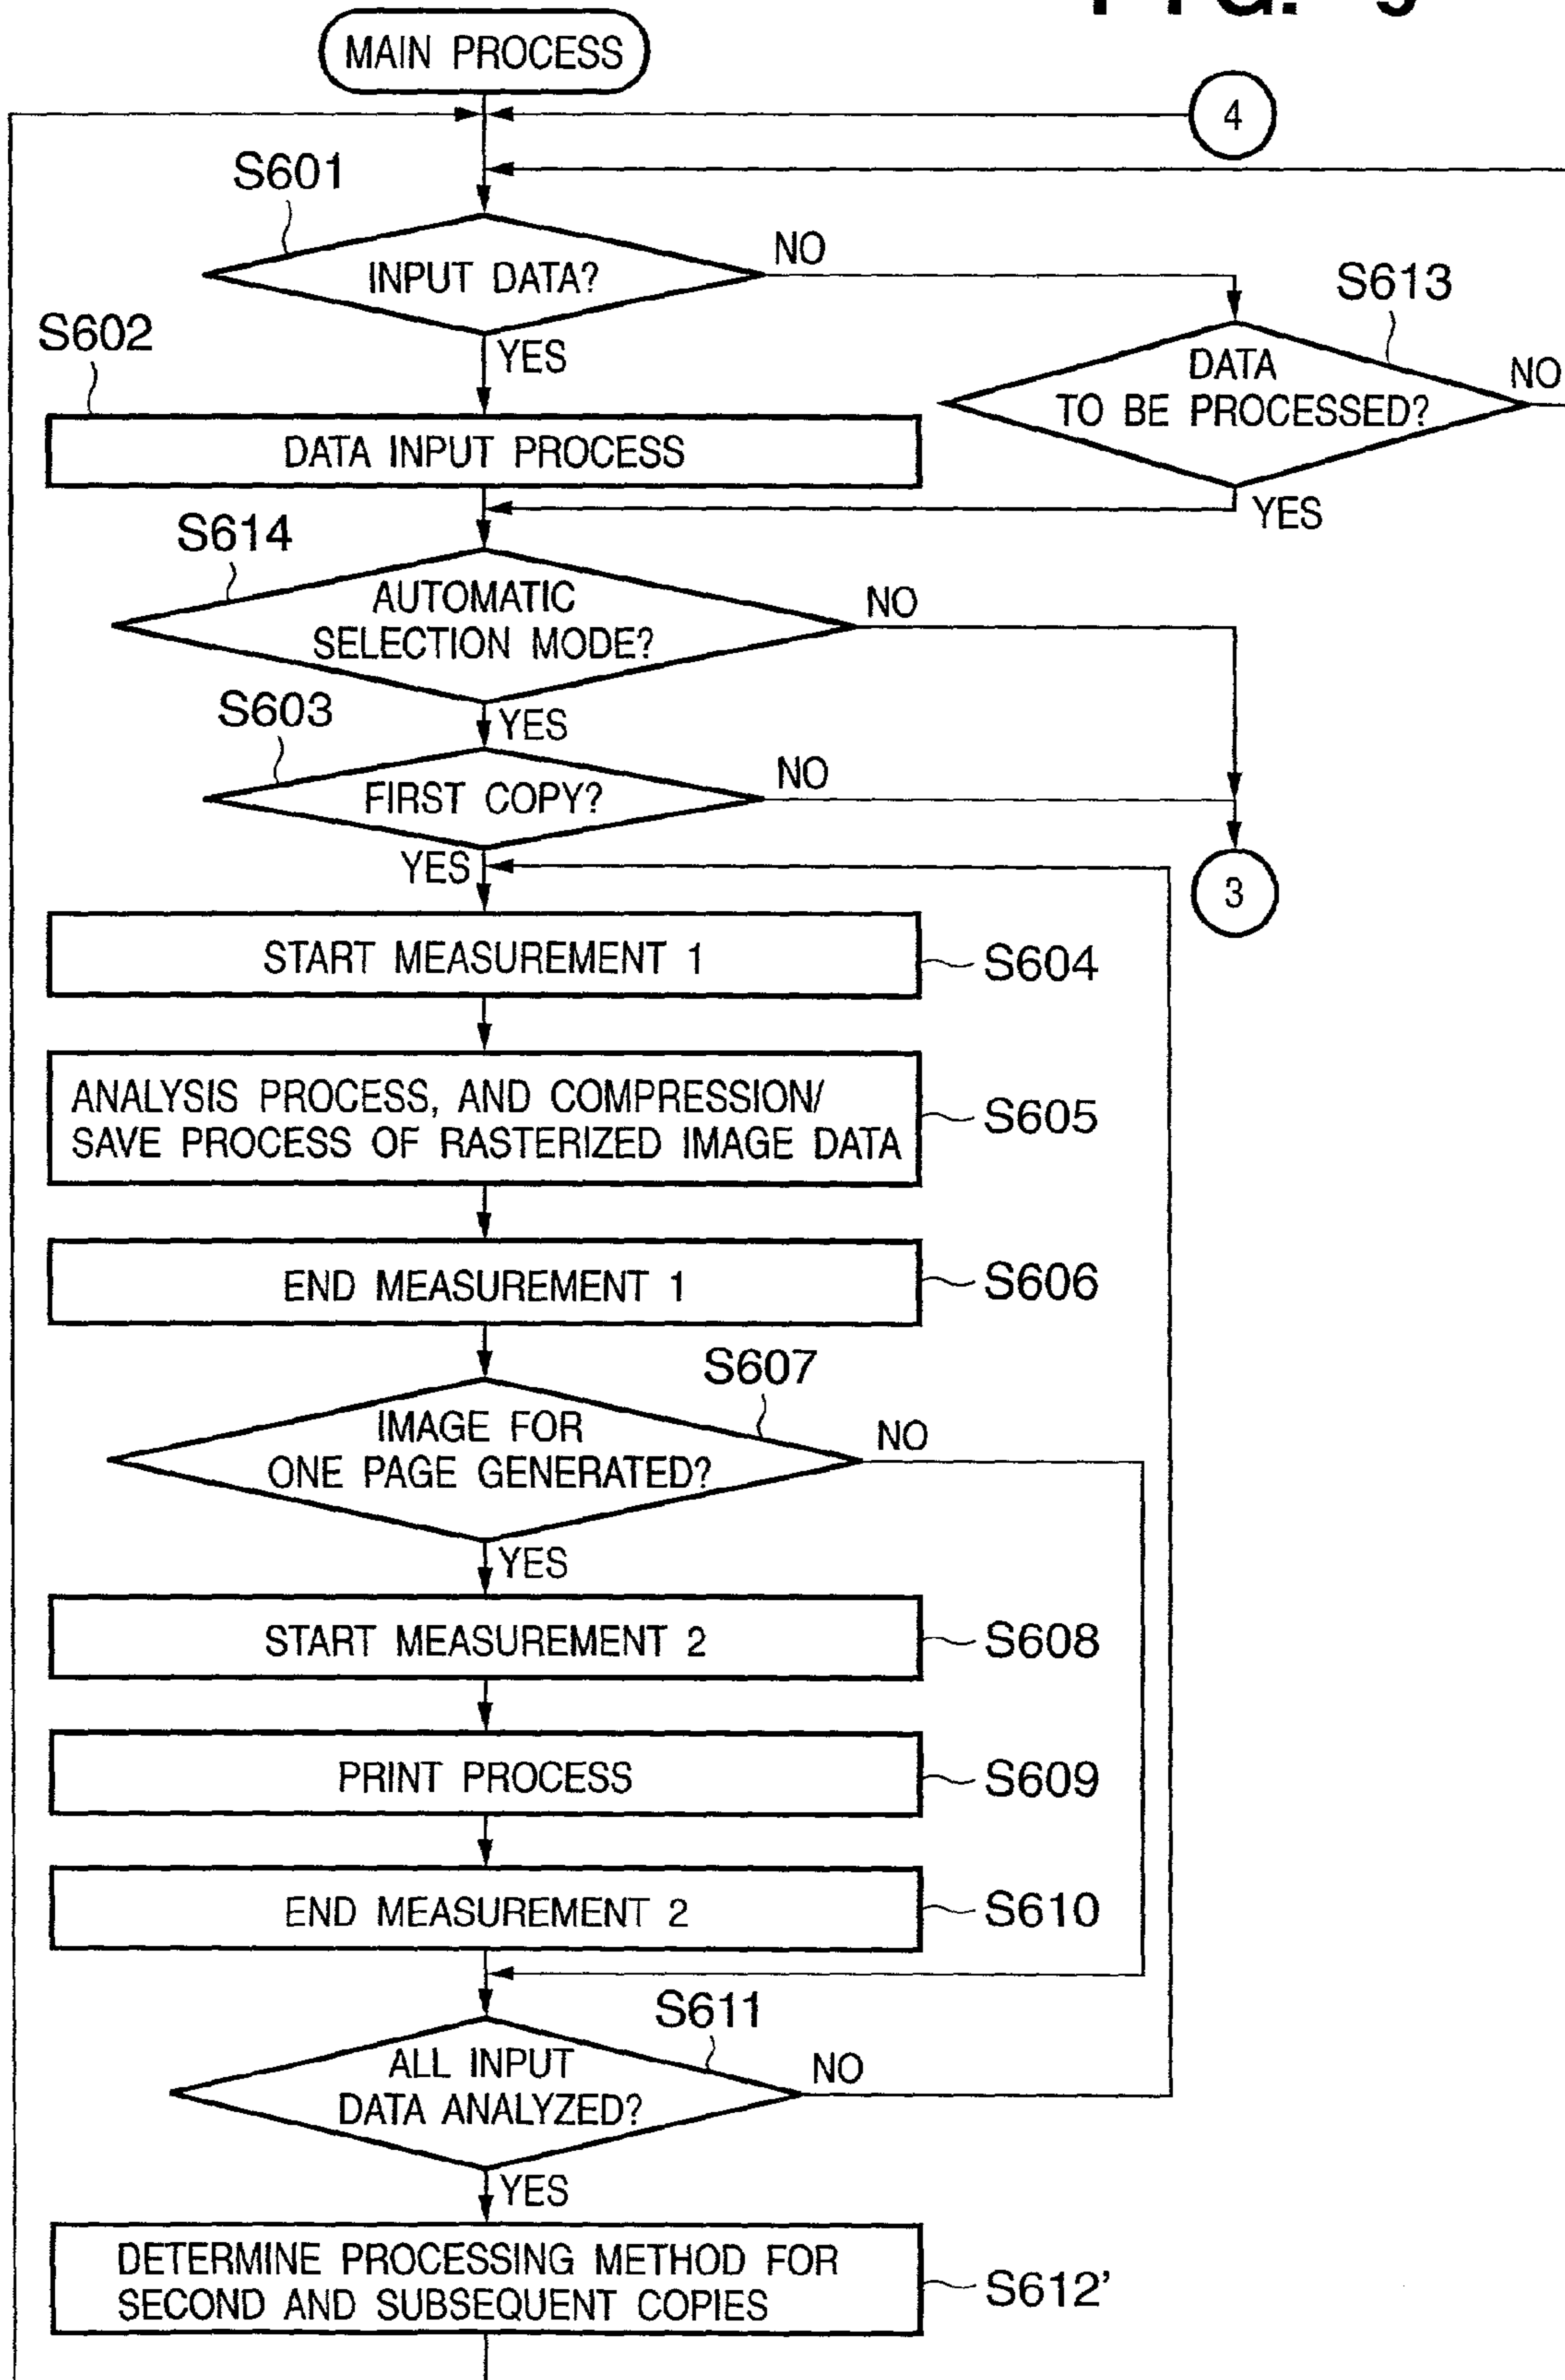 MAIN PROCESS
4
S601
INPUT DATA?
NO
YES
S613
DATA
TO BE PROCESSED?
NO
YES
S602
DATA INPUT PROCESS
S614
AUTOMATIC
SELECTION MODE?
NO
YES
S603
FIRST COPY?
NO
YES
3
START MEASUREMENT 1
S604
ANALYSIS PROCESS, AND COMPRESSION/
SAVE PROCESS OF RASTERIZED IMAGE DATA
S605
END MEASUREMENT 1
S606
S607
IMAGE FOR
ONE PAGE GENERATED?
NO
YES
START MEASUREMENT 2
S608
PRINT PROCESS
S609
END MEASUREMENT 2
S610
S611
ALL INPUT
DATA ANALYZED?
NO
YES
DETERMINE PROCESSING METHOD FOR
SECOND AND SUBSEQUENT COPIES
S612'